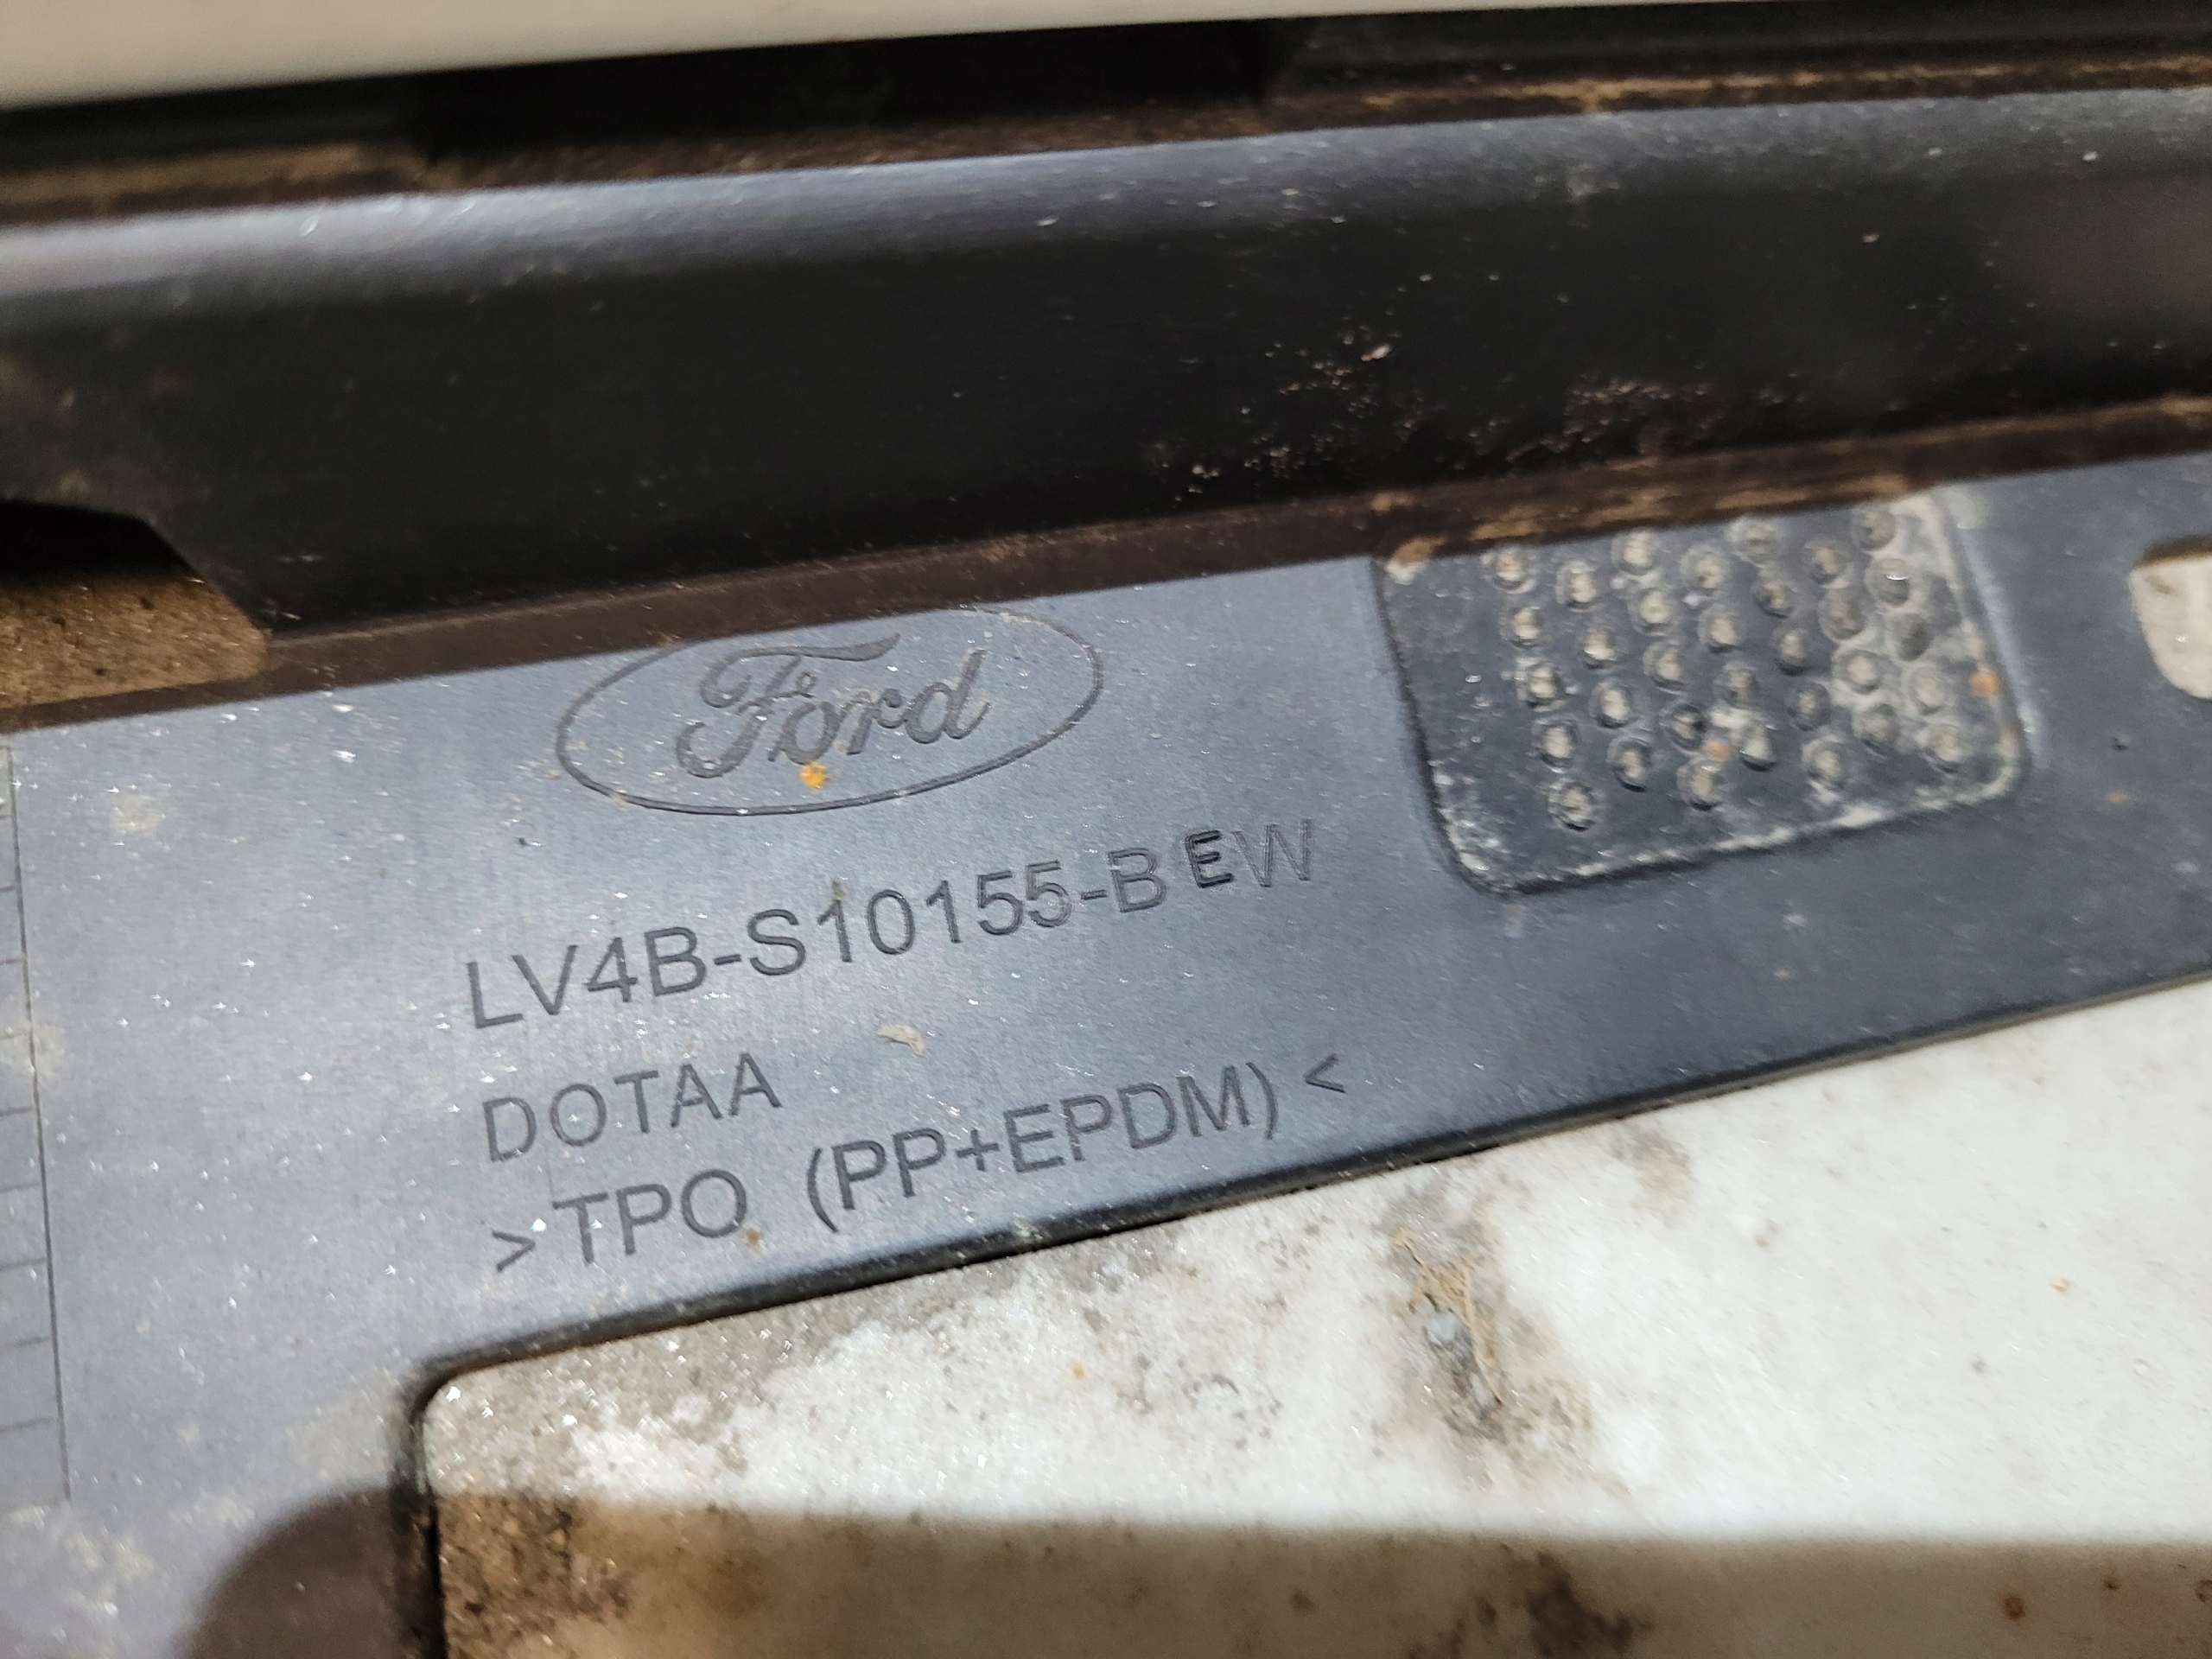 Ford
LV4B-S10155-BEW
DOTAA
>TPO (PP+EPDM)<